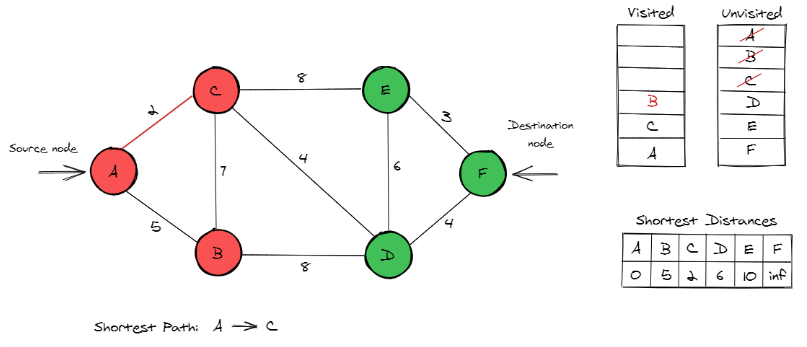 Visited
Unvisited
A
B
C
B
D
C
E
A
F
C
8
E
2
3
Source node
Destination
node
A
7
4
6
F
5
4
B
8
D
Shortest Distances
A B C D E F
0 5 2 6 10 inf
Shortest Path: A → C